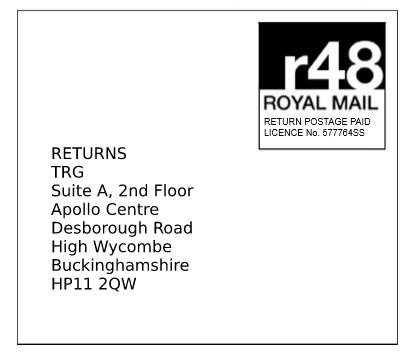 r48
ROYAL MAIL
RETURN POSTAGE PAID
LICENCE No. 577764SS
RETURNS
TRG
Suite A, 2nd Floor
Apollo Centre
Desborough Road
High Wycombe
Buckinghamshire
HP11 2QW